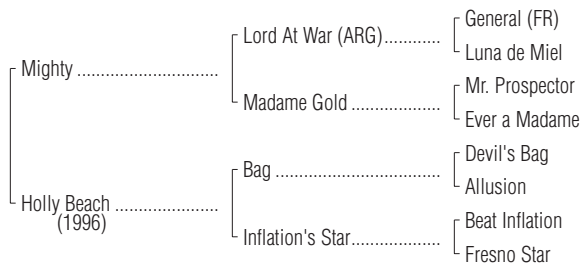 General (FR)
Lord At War (ARG)............
Luna de Miel
Mighty ..............................
Mr. Prospector
Madame Gold ...................
Ever a Madame
Devil's Bag
Bag ...................................
Allusion
Holly Beach ......................
(1996)
Beat Inflation
Inflation's Star...................
Fresno Star